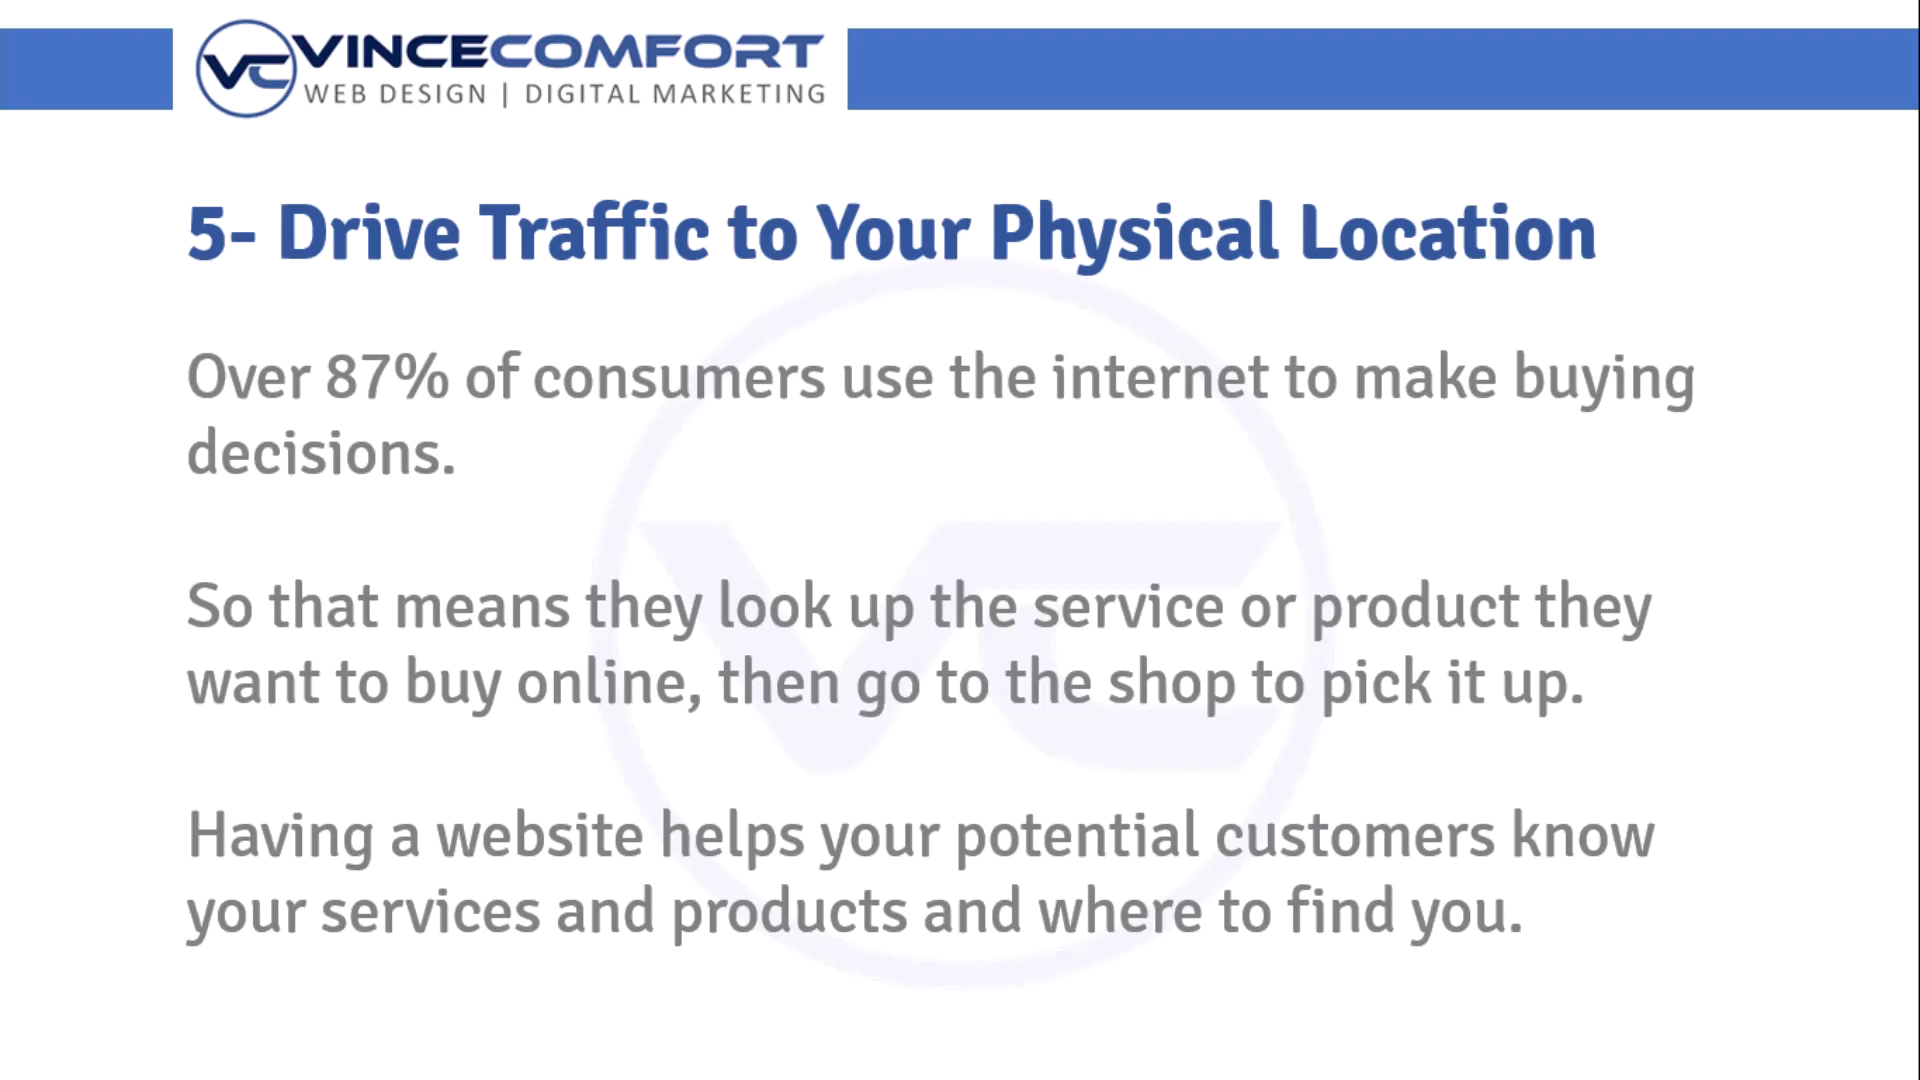 VC VINCECOMFORT
WEB DESIGN | DIGITAL MARKETING
5- Drive Traffic to Your Physical Location
Over 87% of consumers use the internet to make buying
decisions.
So that means they look up the service or product they
want to buy online, then go to the shop to pick it up.
Having a website helps your potential customers know
your services and products and where to find you.
VC